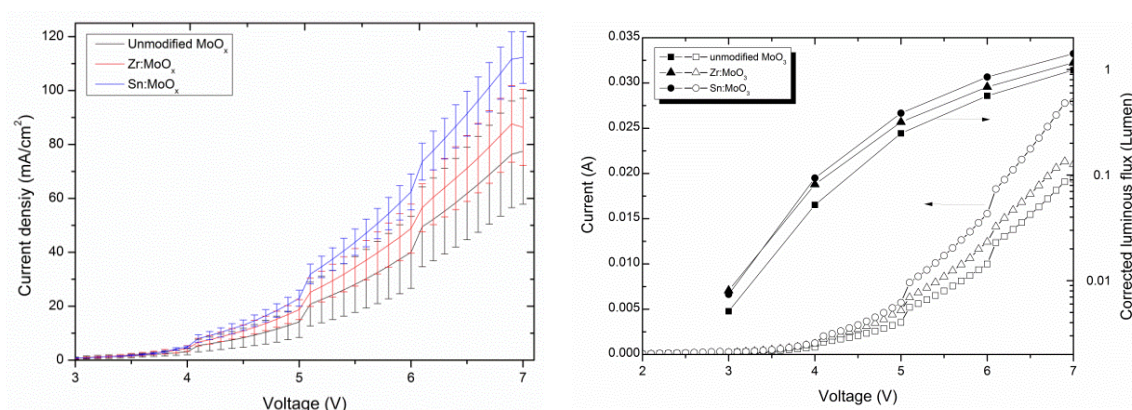 120
100
80
60
40
20
0
Current densiy (mA/cm²)
Unmodified MoOₓ
Zr:MoOₓ
Sn:MoOₓ
3 4 5 6 7
Voltage (V)
0.035
0.030
0.025
0.020
0.015
0.010
0.005
0.000
Current (A)
unmodified MoO₃
Zr:MoO₃
Sn:MoO₃
2 3 4 5 6 7
Voltage (V)
1
0.1
0.01
Corrected luminous flux (Lumen)